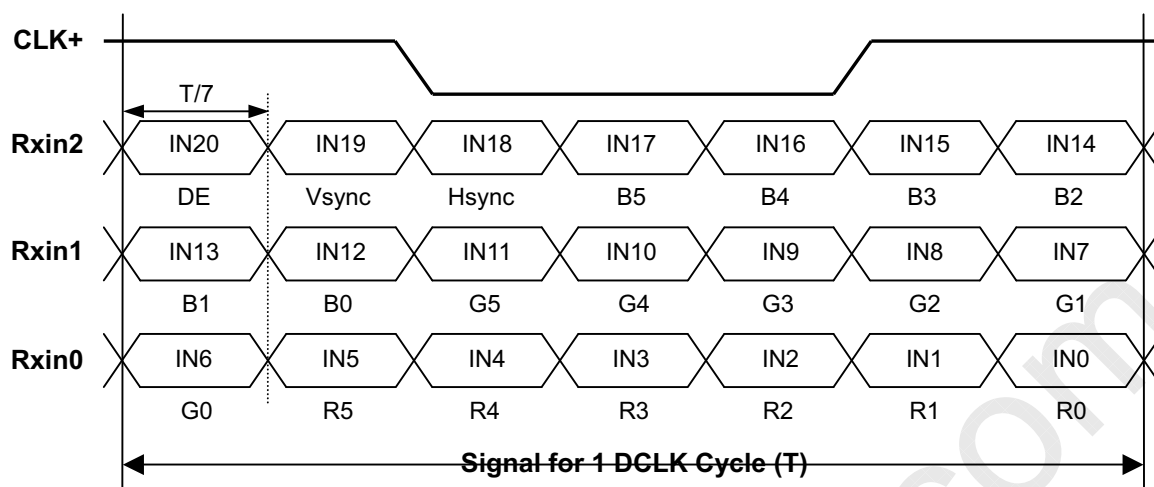 CLK+
T/7
Rxin2 IN20 IN19 IN18 IN17 IN16 IN15 IN14
DE Vsync Hsync B5 B4 B3 B2
Rxin1 IN13 IN12 IN11 IN10 IN9 IN8 IN7
B1 B0 G5 G4 G3 G2 G1
Rxin0 IN6 IN5 IN4 IN3 IN2 IN1 IN0
G0 R5 R4 R3 R2 R1 R0
Signal for 1 DCLK Cycle (T)
com